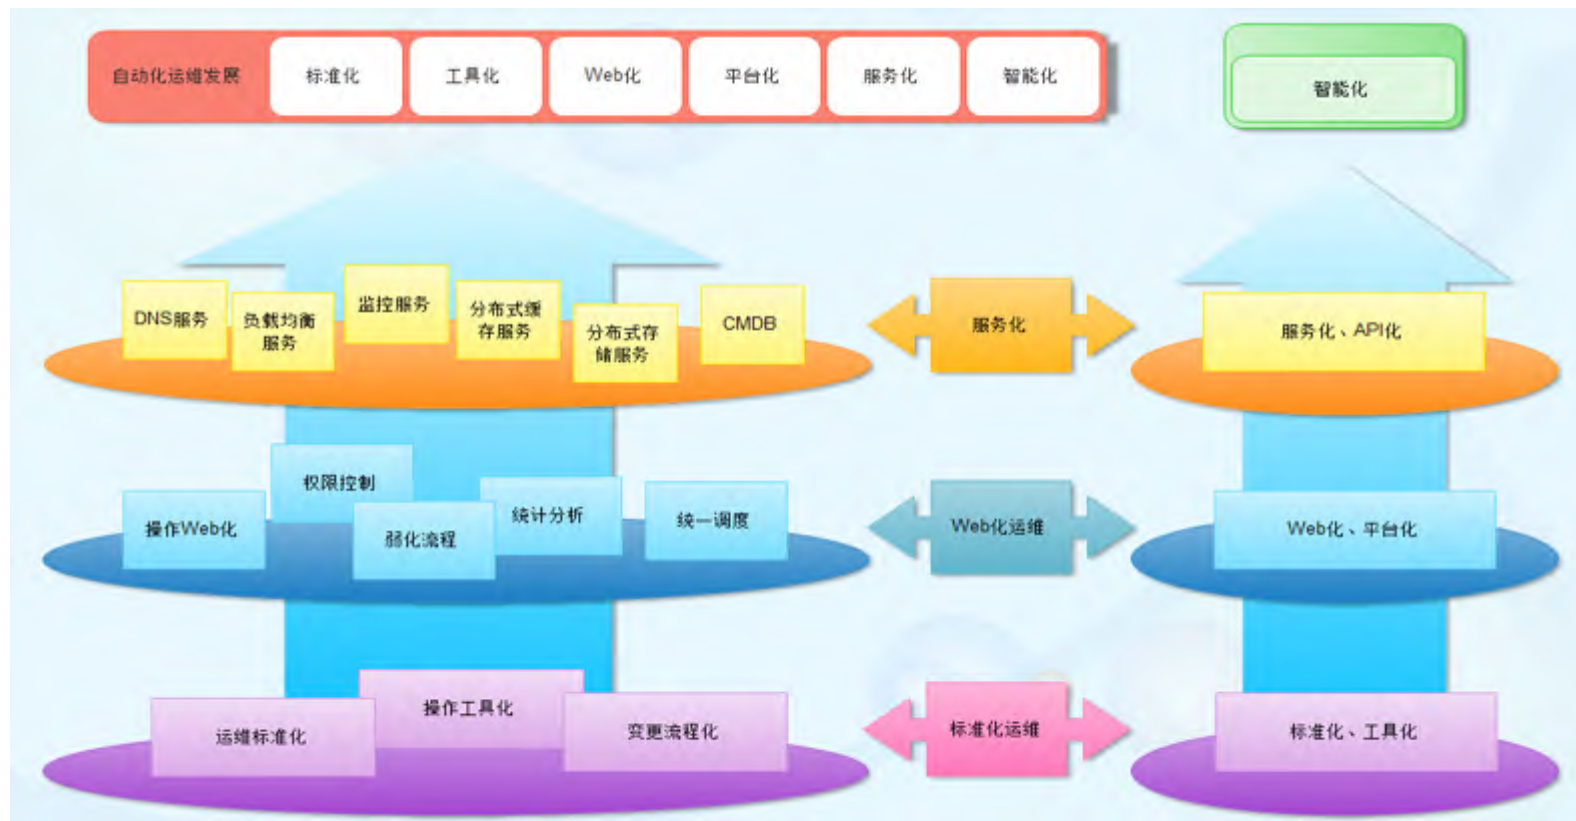 自动化运维发展
标准化
工具化
Web化
平台化
服务化
智能化
智能化
DNS服务
负载均衡
服务
监控服务
分布式缓
存服务
分布式存
储服务
CMDB
服务化
服务化、API化
操作Web化
权限控制
弱化流程
统计分析
统一调度
Web化运维
Web化、平台化
运维标准化
操作工具化
变更流程化
标准化运维
标准化、工具化